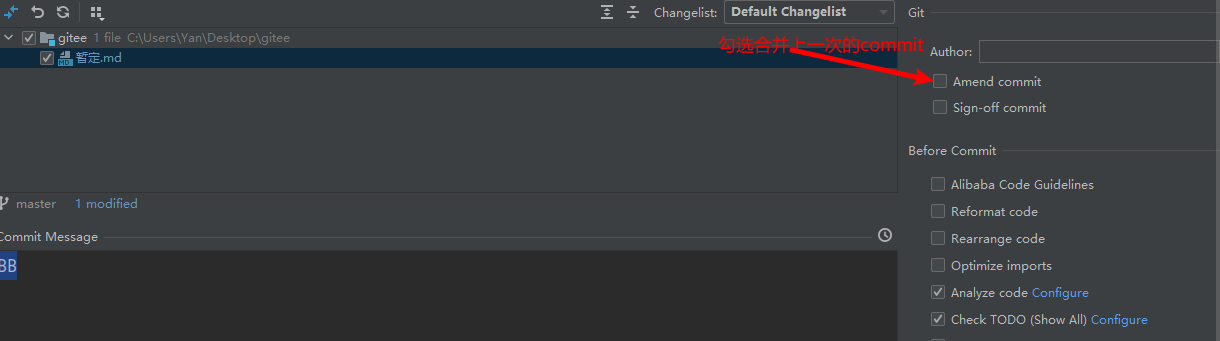 Changelist: Default Changelist
Git
gitee 1 file C:\Users\Yan\Desktop\gitee
暂定.md
勾选合并上一次的commit
Author:
Amend commit
Sign-off commit
Before Commit
Alibaba Code Guidelines
master 1 modified
Reformat code
Commit Message
Rearrange code
BB
Optimize imports
Analyze code Configure
Check TODO (Show All) Configure